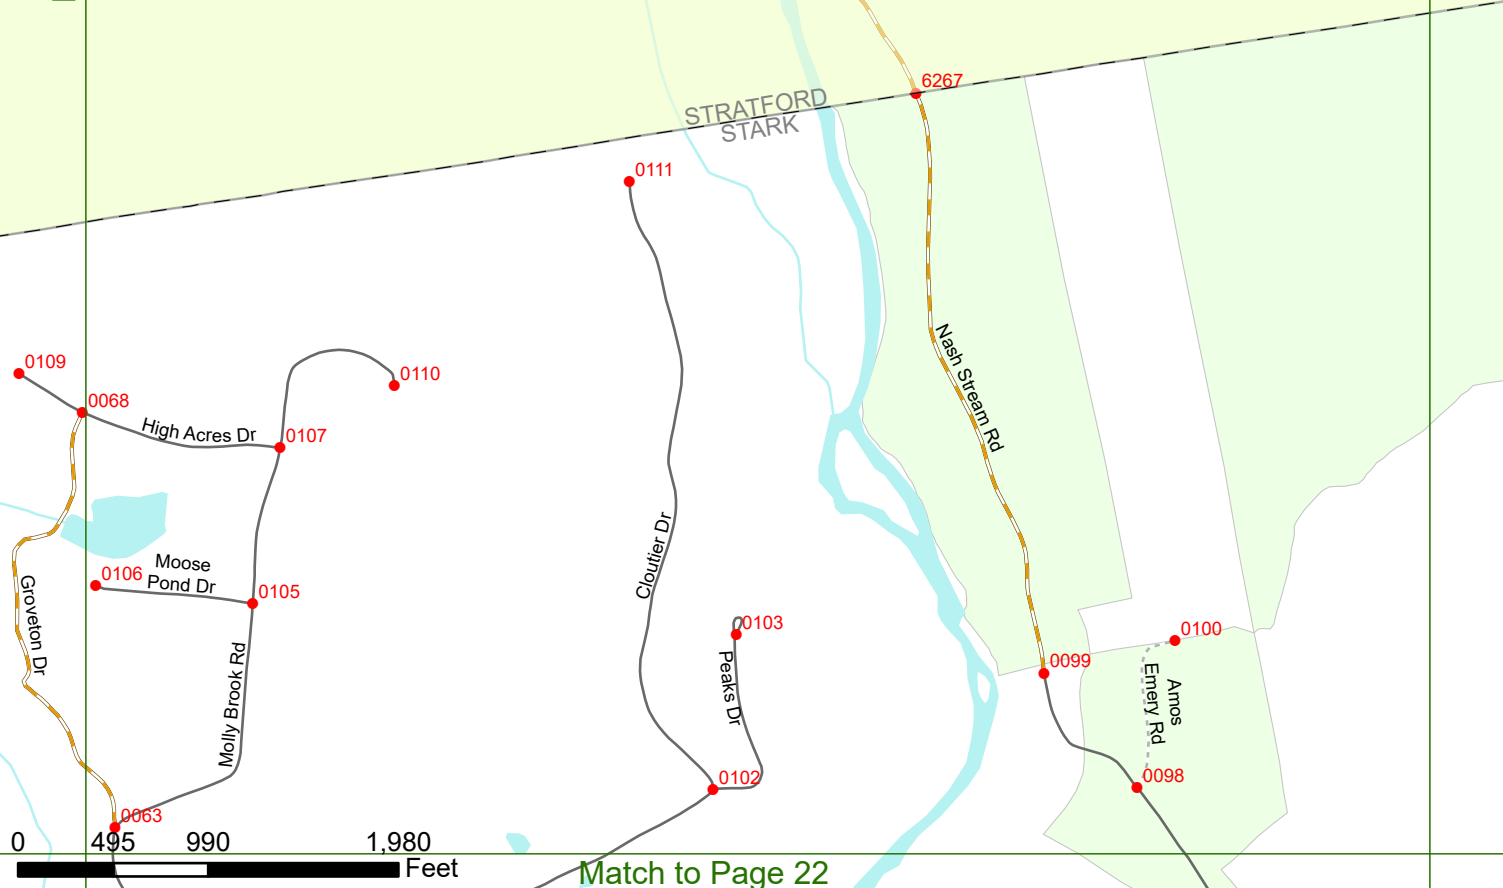 6267
STRATFORD
STARK
0111
0109
0110
0068
High Acres Dr
0107
Nash Stream Rd
Cloutier Dr
Moose
Pond Dr
0106
0105
Groveton Dr
0103
0100
0099
Peaks Dr
Amos
Emery Rd
Molly Brook Rd
0102
0098
0063
0 495 990 1,980
Feet
Match to Page 22